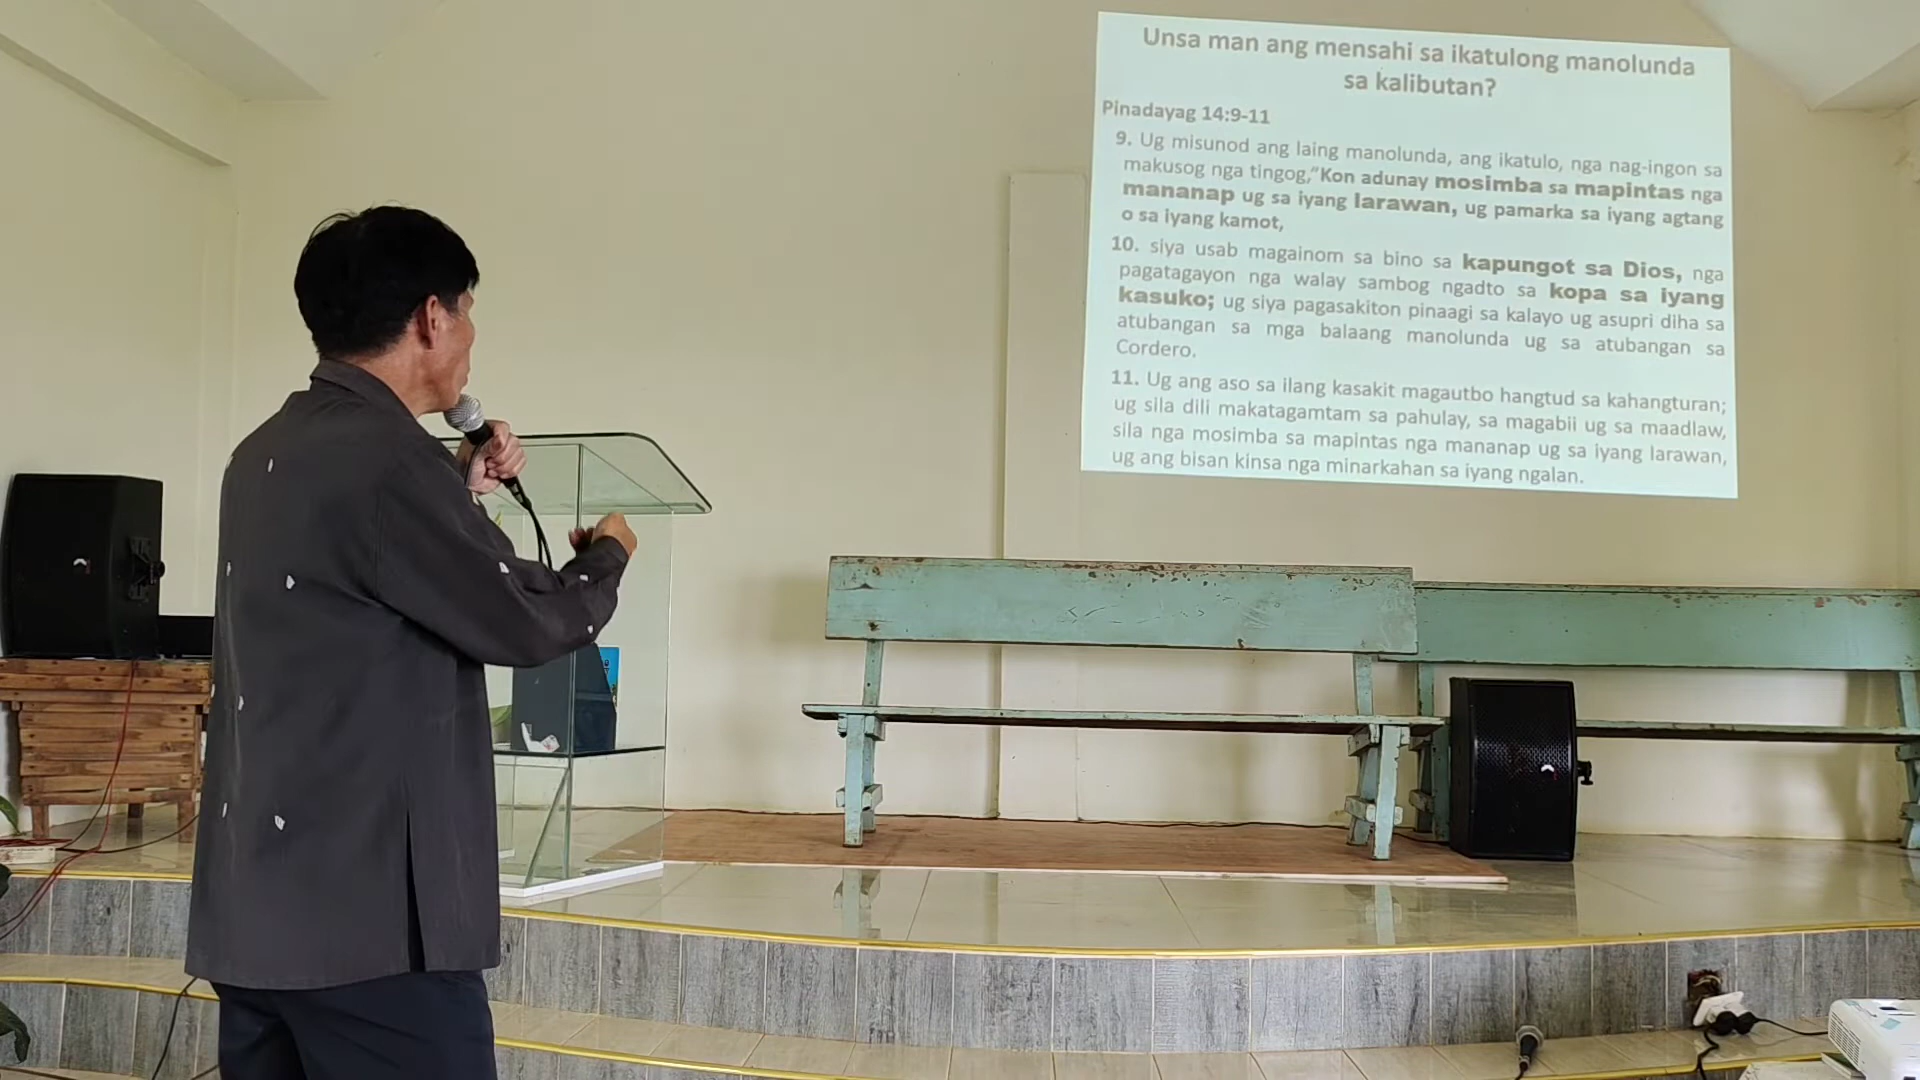 Unsa man ang mensahi sa ikatulong manolunda
sa kalibutan?
Pinadayag 14:9-11
9. Ug misunod ang laing manolunda, ang ikatulo, nga nag-ingon sa
makusog nga tingog,"Kon adunay mosimba sa mapintas nga
mananap ug sa iyang larawan, ug pamarka sa iyang agtang
o sa iyang kamot,
10. siya usab magainom sa bino sa kapungot sa Dios, nga
pagatagayon nga walay sambog ngadto sa kopa sa iyang
kasuko; ug siya pagasakiton pinaagi sa kalayo ug asupri diha sa
atubangan sa mga balaang manolunda ug sa atubangan sa
Cordero.
11. Ug ang aso sa ilang kasakit magautbo hangtud sa kahangturan;
ug sila dili makatagamtam sa pahulay, sa magabii ug sa maadlaw,
sila nga mosimba sa mapintas nga mananap ug sa iyang larawan,
ug ang bisan kinsa nga minarkahan sa iyang ngalan.